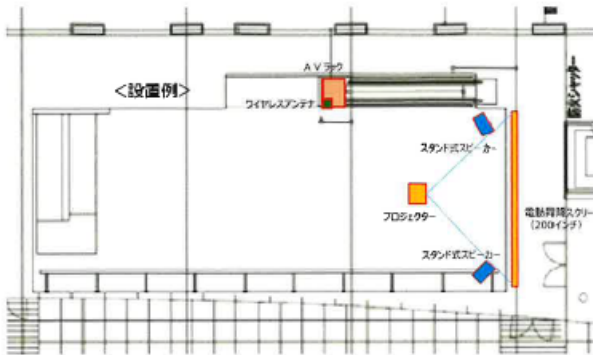 AVラック
<設置例>
ワイヤレスアンテナ
防火シャッター
スタンド式スピーカー
プロジェクター
電動昇降スクリーン
(200インチ)
スタンド式スピーカー